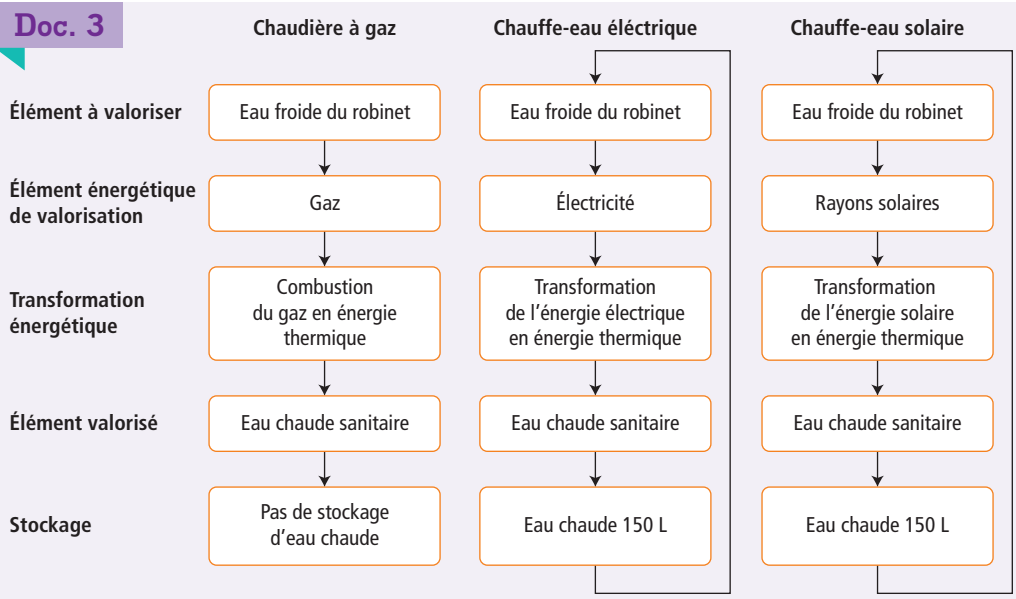 Doc. 3
Chaudière à gaz
Chauffe-eau éléctrique
Chauffe-eau solaire
Élément à valoriser
Eau froide du robinet
Eau froide du robinet
Eau froide du robinet
Élément énergétique
de valorisation
Gaz
Électricité
Rayons solaires
Transformation
énergétique
Combustion
du gaz en énergie
thermique
Transformation
de l'énergie électrique
en énergie thermique
Transformation
de l'énergie solaire
en énergie thermique
Élément valorisé
Eau chaude sanitaire
Eau chaude sanitaire
Eau chaude sanitaire
Stockage
Pas de stockage
d'eau chaude
Eau chaude 150 L
Eau chaude 150 L